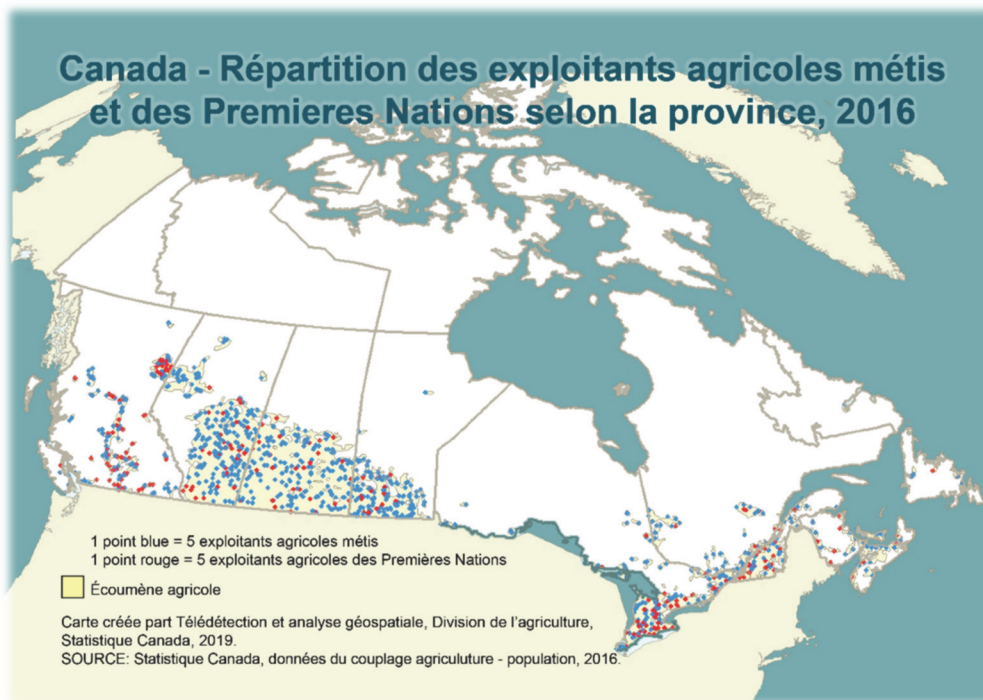 Canada - Répartition des exploitants agricoles métis
et des Premieres Nations selon la province, 2016
1 point blue = 5 exploitants agricoles métis
1 point rouge = 5 exploitants agricoles des Premières Nations
Écoumène agricole
Carte créée part Télédétection et analyse géospatiale, Division de l'agriculture,
Statistique Canada, 2019.
SOURCE: Statistique Canada, données du couplage agriculuture - population, 2016.